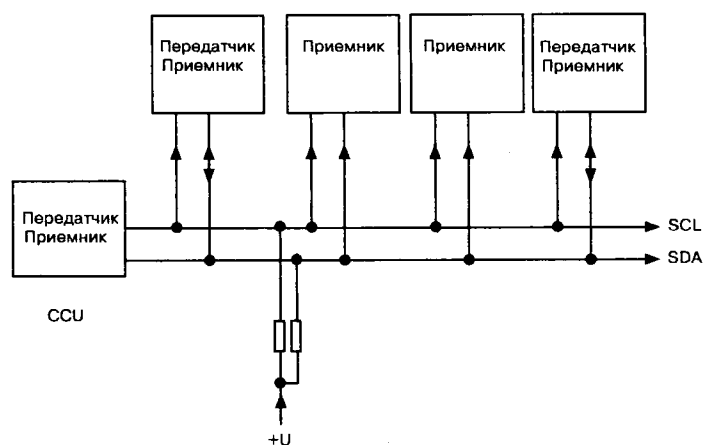 Передатчик
Приемник
Приемник
Приемник
Передатчик
Приемник
Передатчик
Приемник
SCL
SDA
CCU
+U